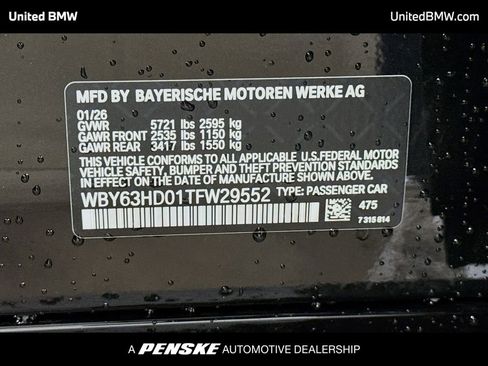 United BMW
UnitedBMW.com
MFD BY BAYERISCHE MOTOREN WERKE AG
01/26
GVWR 5721 lbs 2595 kg
GAWR FRONT 2535 lbs 1150 kg
GAWR REAR 3417 lbs 1550 kg
THIS VEHICLE CONFORMS TO ALL APPLICABLE U.S. FEDERAL MOTOR
VEHICLE SAFETY, BUMPER AND THEFT PREVENTION STANDARDS
IN EFFECT ON THE DATE OF MANUFACTURE SHOWN ABOVE.
WBY63HD01TFW29552 TYPE: PASSENGER CAR
475
7 315 814
A PENSKE AUTOMOTIVE DEALERSHIP